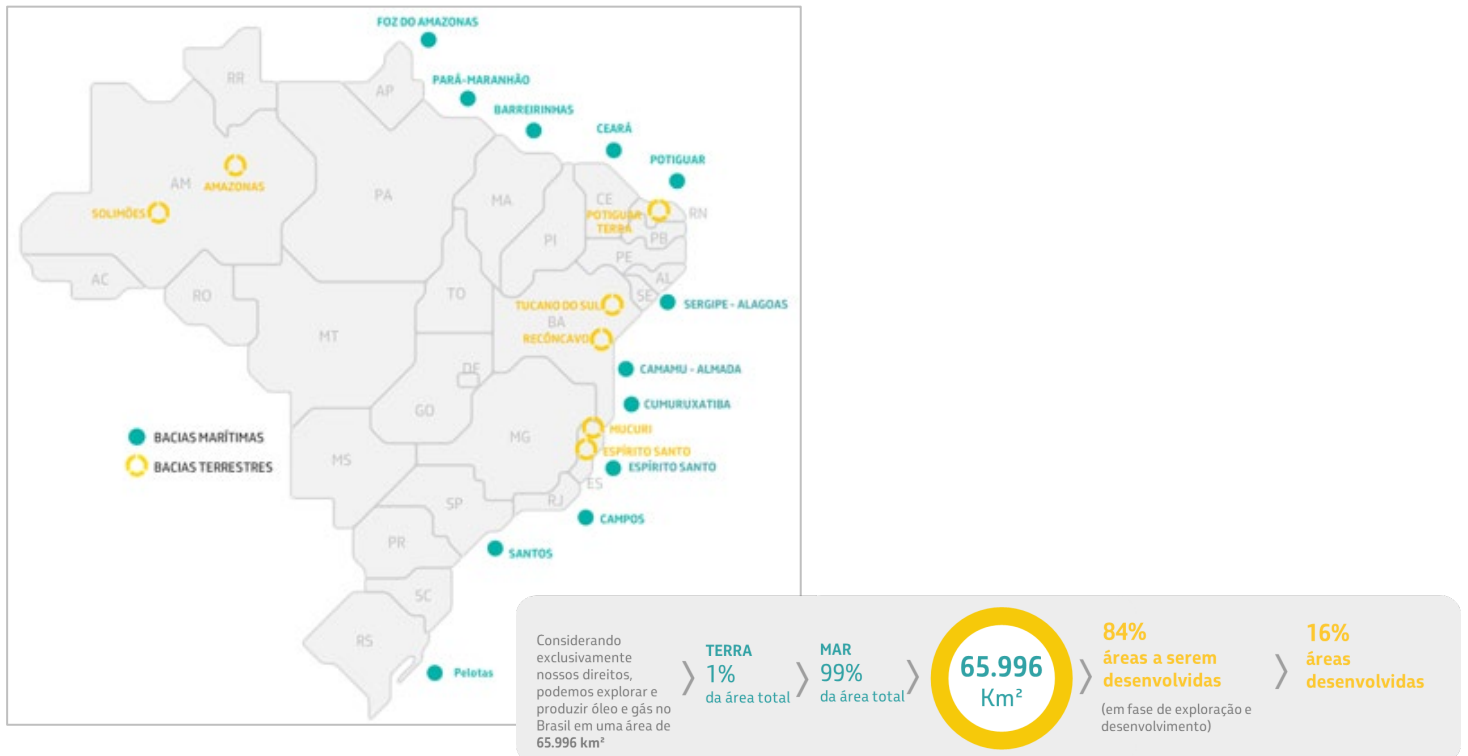 FOZ DO AMAZONAS
RR
AP
PARÁ-MARANHÃO
BARREIRINHAS
CEARÁ
POTIGUAR
AM
AMAZONAS
SOLIMÕES
PA
MA
CE
POTIGUAR
TERRA
RN
PB
PI
PE
AL
SE
AC
RO
TO
SERGIPE - ALAGOAS
TUCANO DO SUL
BA
RECÔNCAVO
MT
DF
CAMAMU - ALMADA
CUMURUXATIBA
GO
MG
MUCURI
BACIAS MARÍTIMAS
BACIAS TERRESTRES
MS
ESPÍRITO SANTO
ESPÍRITO SANTO
ES
SP
RJ
CAMPOS
PR
SANTOS
SC
RS
Pelotas
Considerando
exclusivamente
nossos direitos,
podemos explorar e
produzir óleo e gás no
Brasil em uma área de
65.996 km²
TERRA
1%
da área total
MAR
99%
da área total
65.996
Km²
84%
áreas a serem
desenvolvidas
(em fase de exploração e
desenvolvimento)
16%
áreas
desenvolvidas